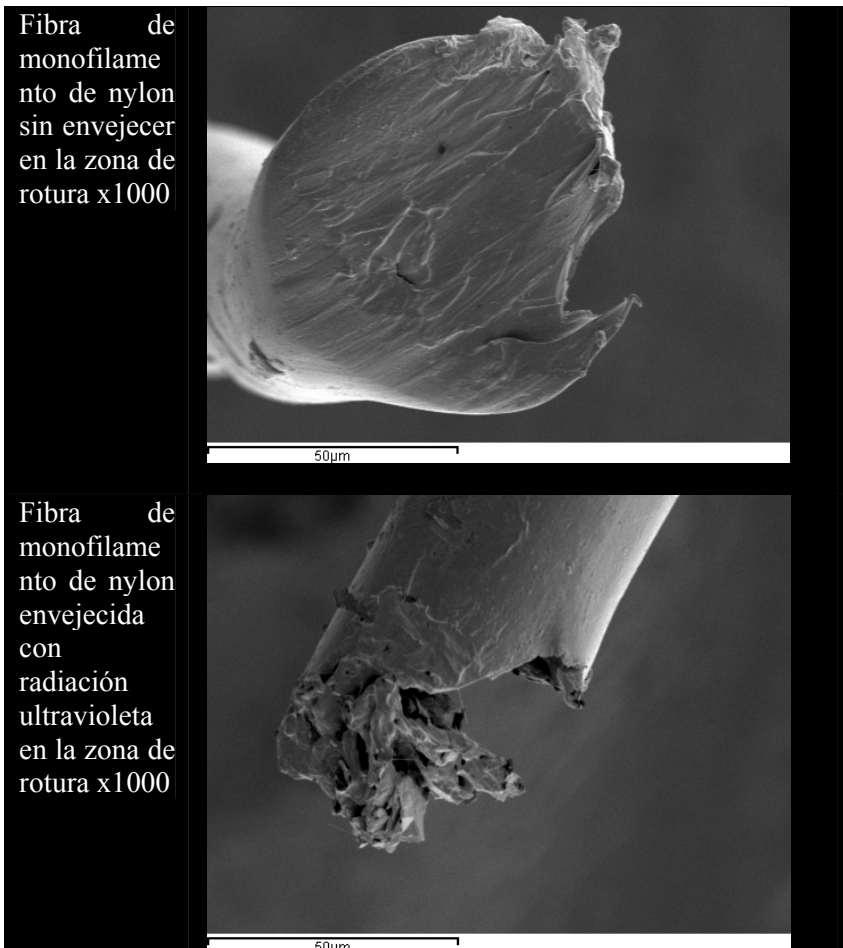 Fibra de
monofilame
nto de nylon
sin envejecer
en la zona de
rotura x1000
50µm
Fibra de
monofilame
nto de nylon
envejecida
con
radiación
ultravioleta
en la zona de
rotura x1000
50µm